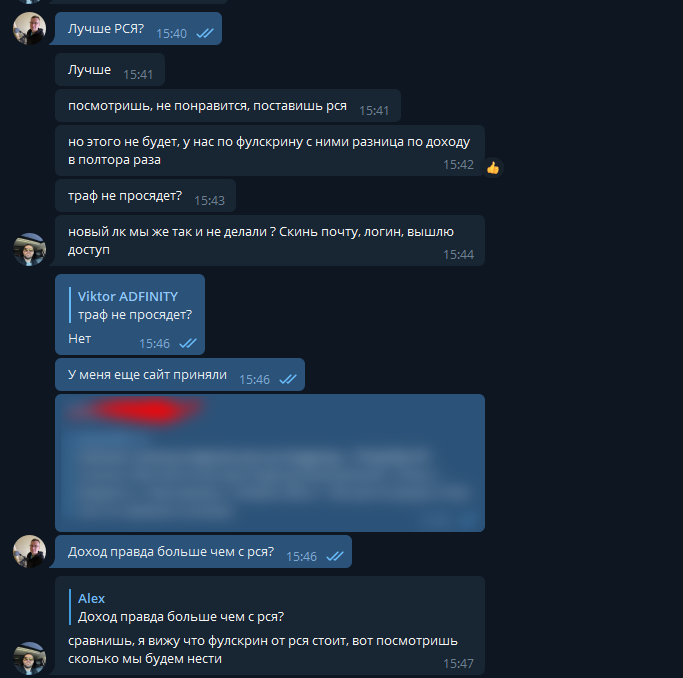 Лучше РСЯ? 15:40
Лучше 15:41
посмотришь, не понравится, поставишь рся 15:41
но этого не будет, у нас по фулскрину с ними разница по доходу
в полтора раза 15:42
траф не просядет? 15:43
новый лк мы же так и не делали ? Скинь почту, логин, вышлю
доступ 15:44
Viktor ADFINITY
траф не просядет?
Нет 15:46
У меня еще сайт приняли 15:46
Доход правда больше чем с рся? 15:46
Alex
Доход правда больше чем с рся?
сравнишь, я вижу что фулскрин от рся стоит, вот посмотришь
сколько мы будем нести 15:47